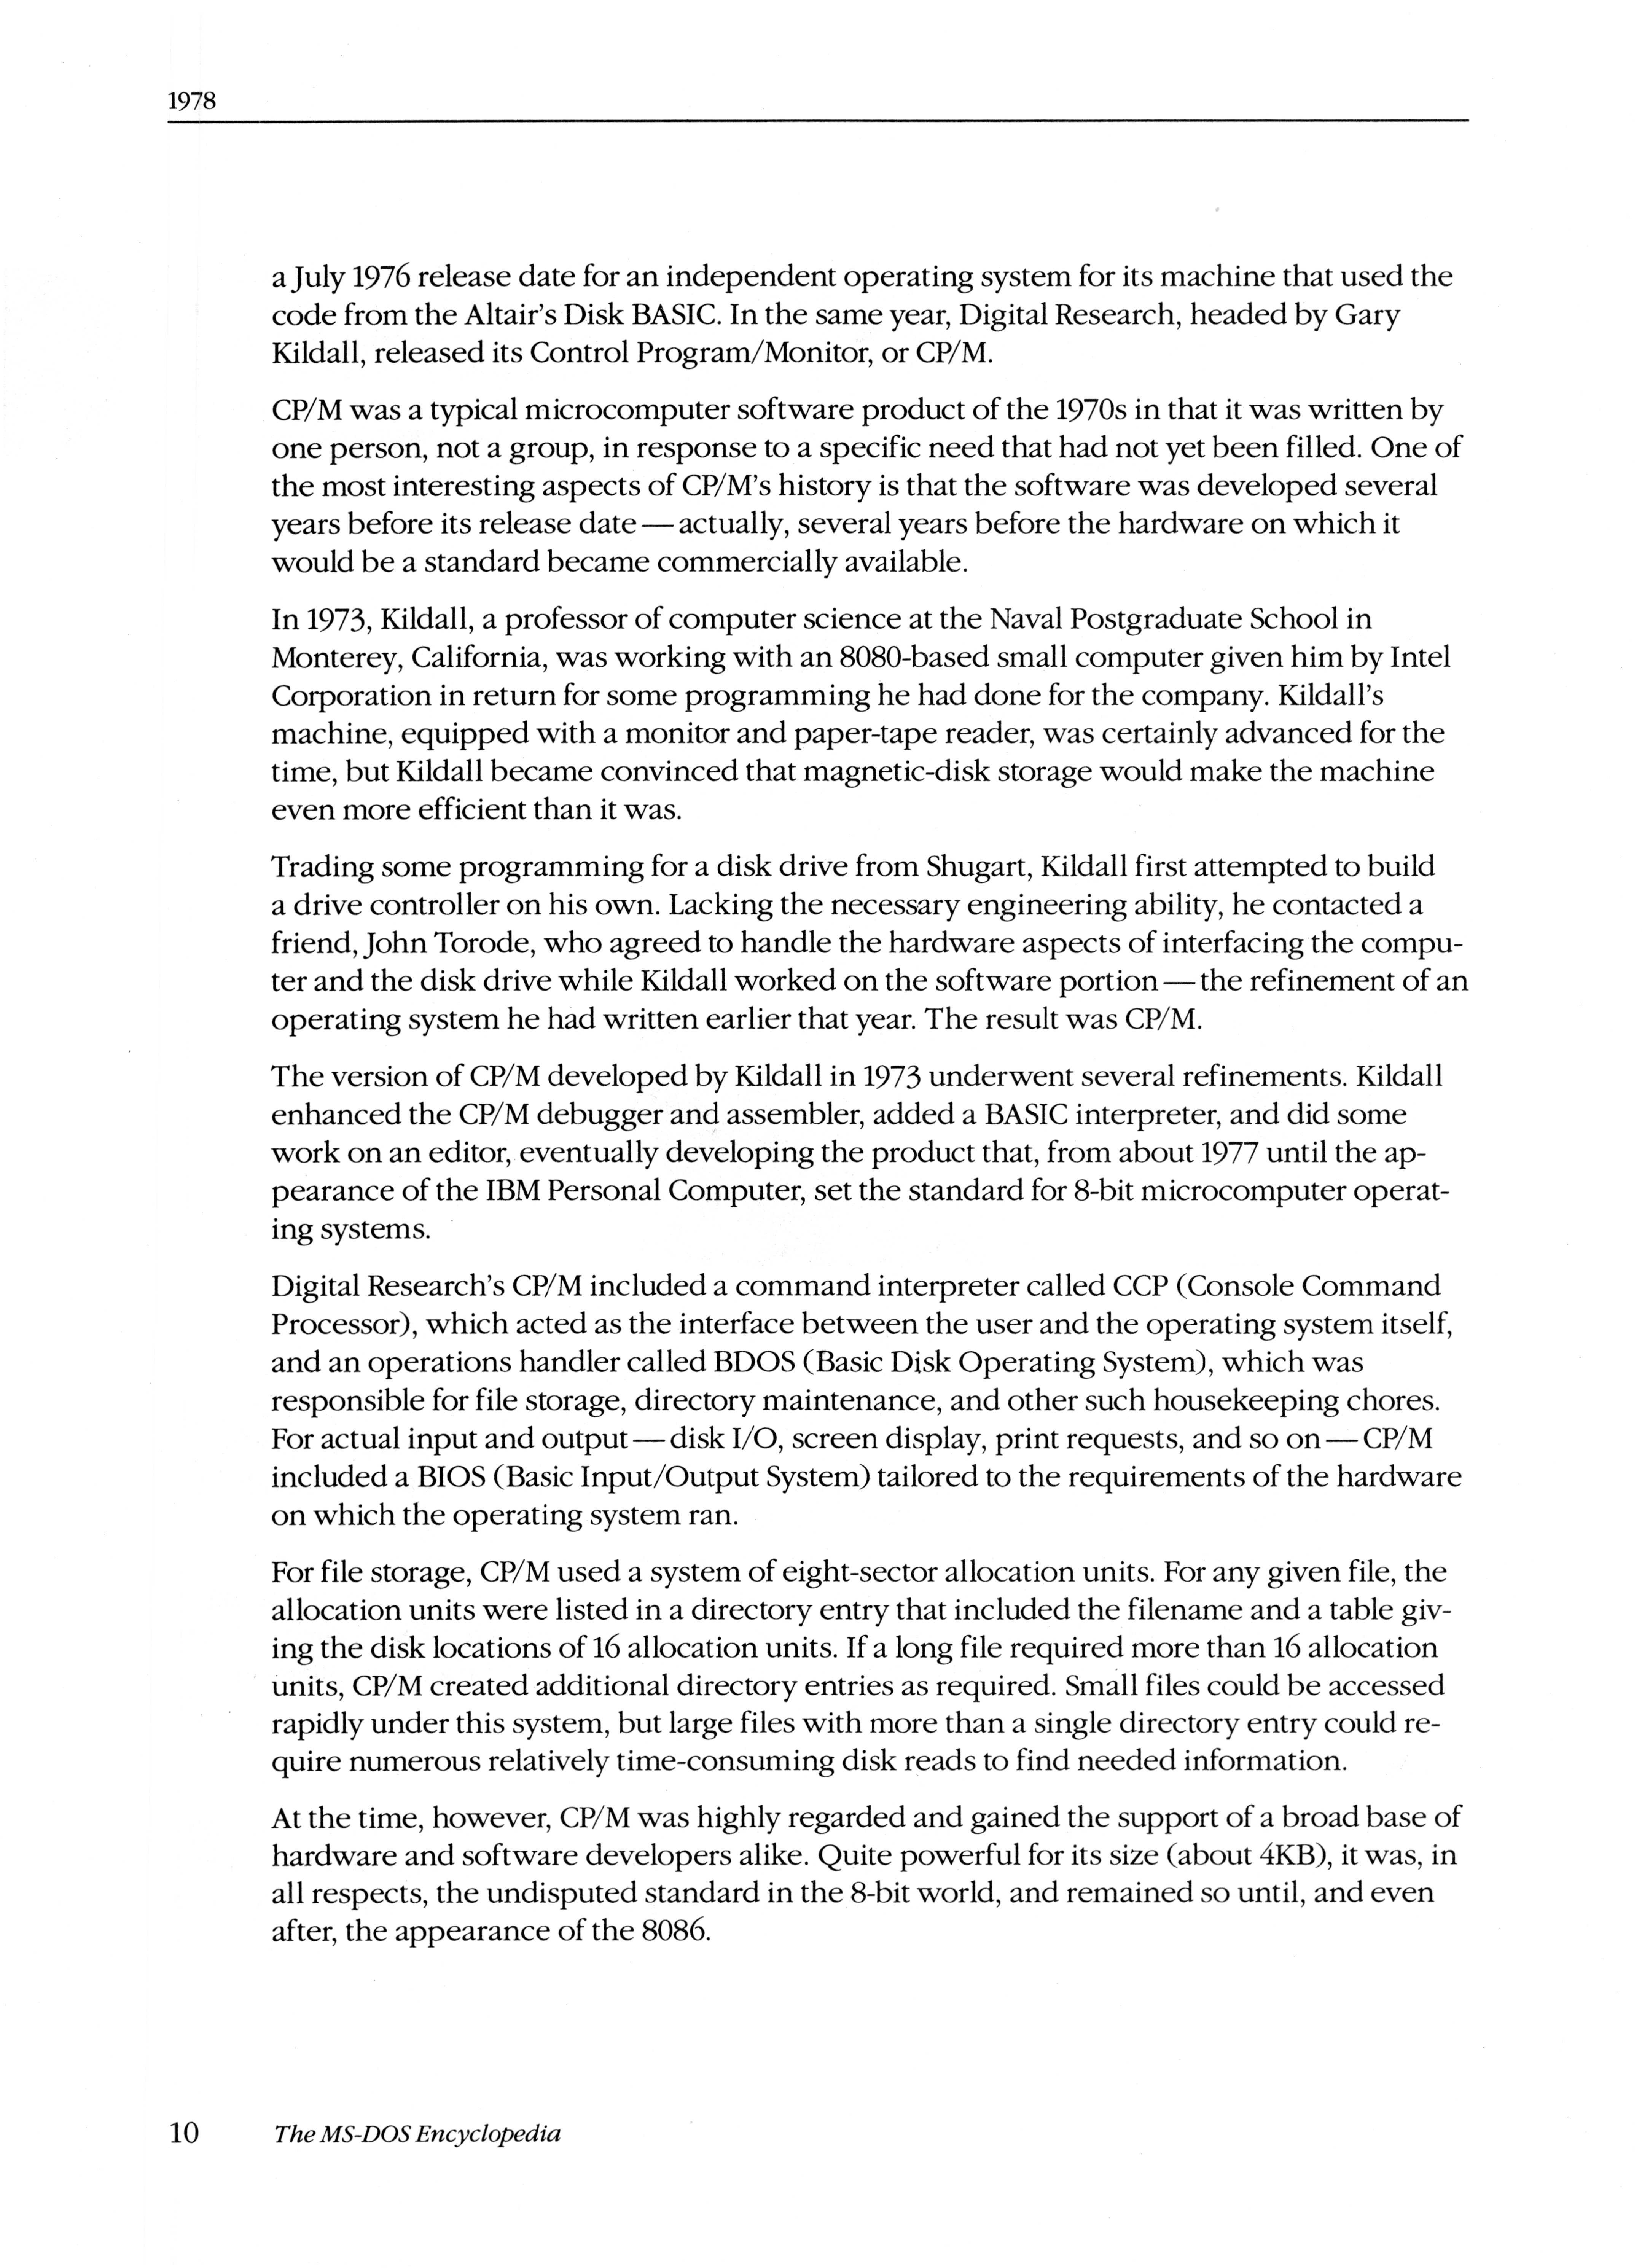 1978
a July 1976 release date for an independent operating system for its machine that used the
code from the Altair's Disk BASIC. In the same year, Digital Research, headed by Gary
Kildall, released its Control Program/Monitor, or CP/M.
CP/M was a typical microcomputer software product of the 1970s in that it was written by
one person, not a group, in response to a specific need that had not yet been filled. One of
the most interesting aspects of CP/M's history is that the software was developed several
years before its release date — actually, several years before the hardware on which it
would be a standard became commercially available.
In 1973, Kildall, a professor of computer science at the Naval Postgraduate School in
Monterey, California, was working with an 8080-based small computer given him by Intel
Corporation in return for some programming he had done for the company. Kildall's
machine, equipped with a monitor and paper-tape reader, was certainly advanced for the
time, but Kildall became convinced that magnetic-disk storage would make the machine
even more efficient than it was.
Trading some programming for a disk drive from Shugart, Kildall first attempted to build
a drive controller on his own. Lacking the necessary engineering ability, he contacted a
friend, John Torode, who agreed to handle the hardware aspects of interfacing the compu-
ter and the disk drive while Kildall worked on the software portion — the refinement of an
operating system he had written earlier that year. The result was CP/M.
The version of CP/M developed by Kildall in 1973 underwent several refinements. Kildall
enhanced the CP/M debugger and assembler, added a BASIC interpreter, and did some
work on an editor, eventually developing the product that, from about 1977 until the ap-
pearance of the IBM Personal Computer, set the standard for 8-bit microcomputer operat-
ing systems.
Digital Research's CP/M included a command interpreter called CCP (Console Command
Processor), which acted as the interface between the user and the operating system itself,
and an operations handler called BDOS (Basic Disk Operating System), which was
responsible for file storage, directory maintenance, and other such housekeeping chores.
For actual input and output — disk I/O, screen display, print requests, and so on — CP/M
included a BIOS (Basic Input/Output System) tailored to the requirements of the hardware
on which the operating system ran.
For file storage, CP/M used a system of eight-sector allocation units. For any given file, the
allocation units were listed in a directory entry that included the filename and a table giv-
ing the disk locations of 16 allocation units. If a long file required more than 16 allocation
units, CP/M created additional directory entries as required. Small files could be accessed
rapidly under this system, but large files with more than a single directory entry could re-
quire numerous relatively time-consuming disk reads to find needed information.
At the time, however, CP/M was highly regarded and gained the support of a broad base of
hardware and software developers alike. Quite powerful for its size (about 4KB), it was, in
all respects, the undisputed standard in the 8-bit world, and remained so until, and even
after, the appearance of the 8086.
10 The MS-DOS Encyclopedia